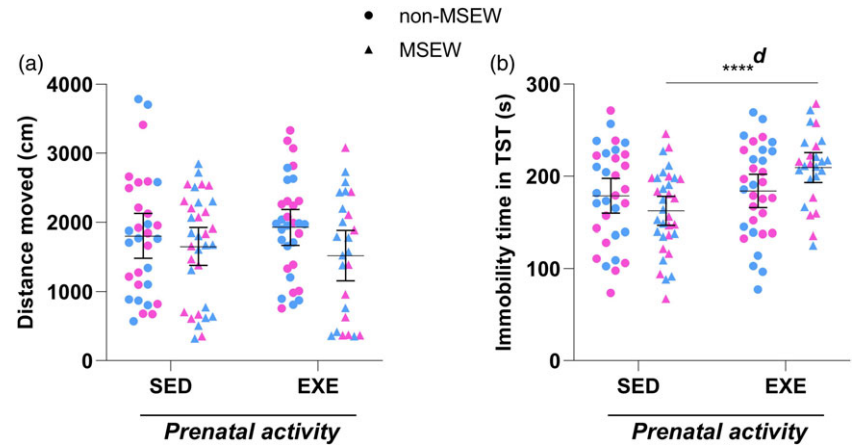 ● non-MSEW
▲ MSEW
(a)
Distance moved (cm)
4000
3000
2000
1000
0
SED EXE
Prenatal activity
(b)
****d
Immobility time in TST (s)
300
200
100
0
SED EXE
Prenatal activity